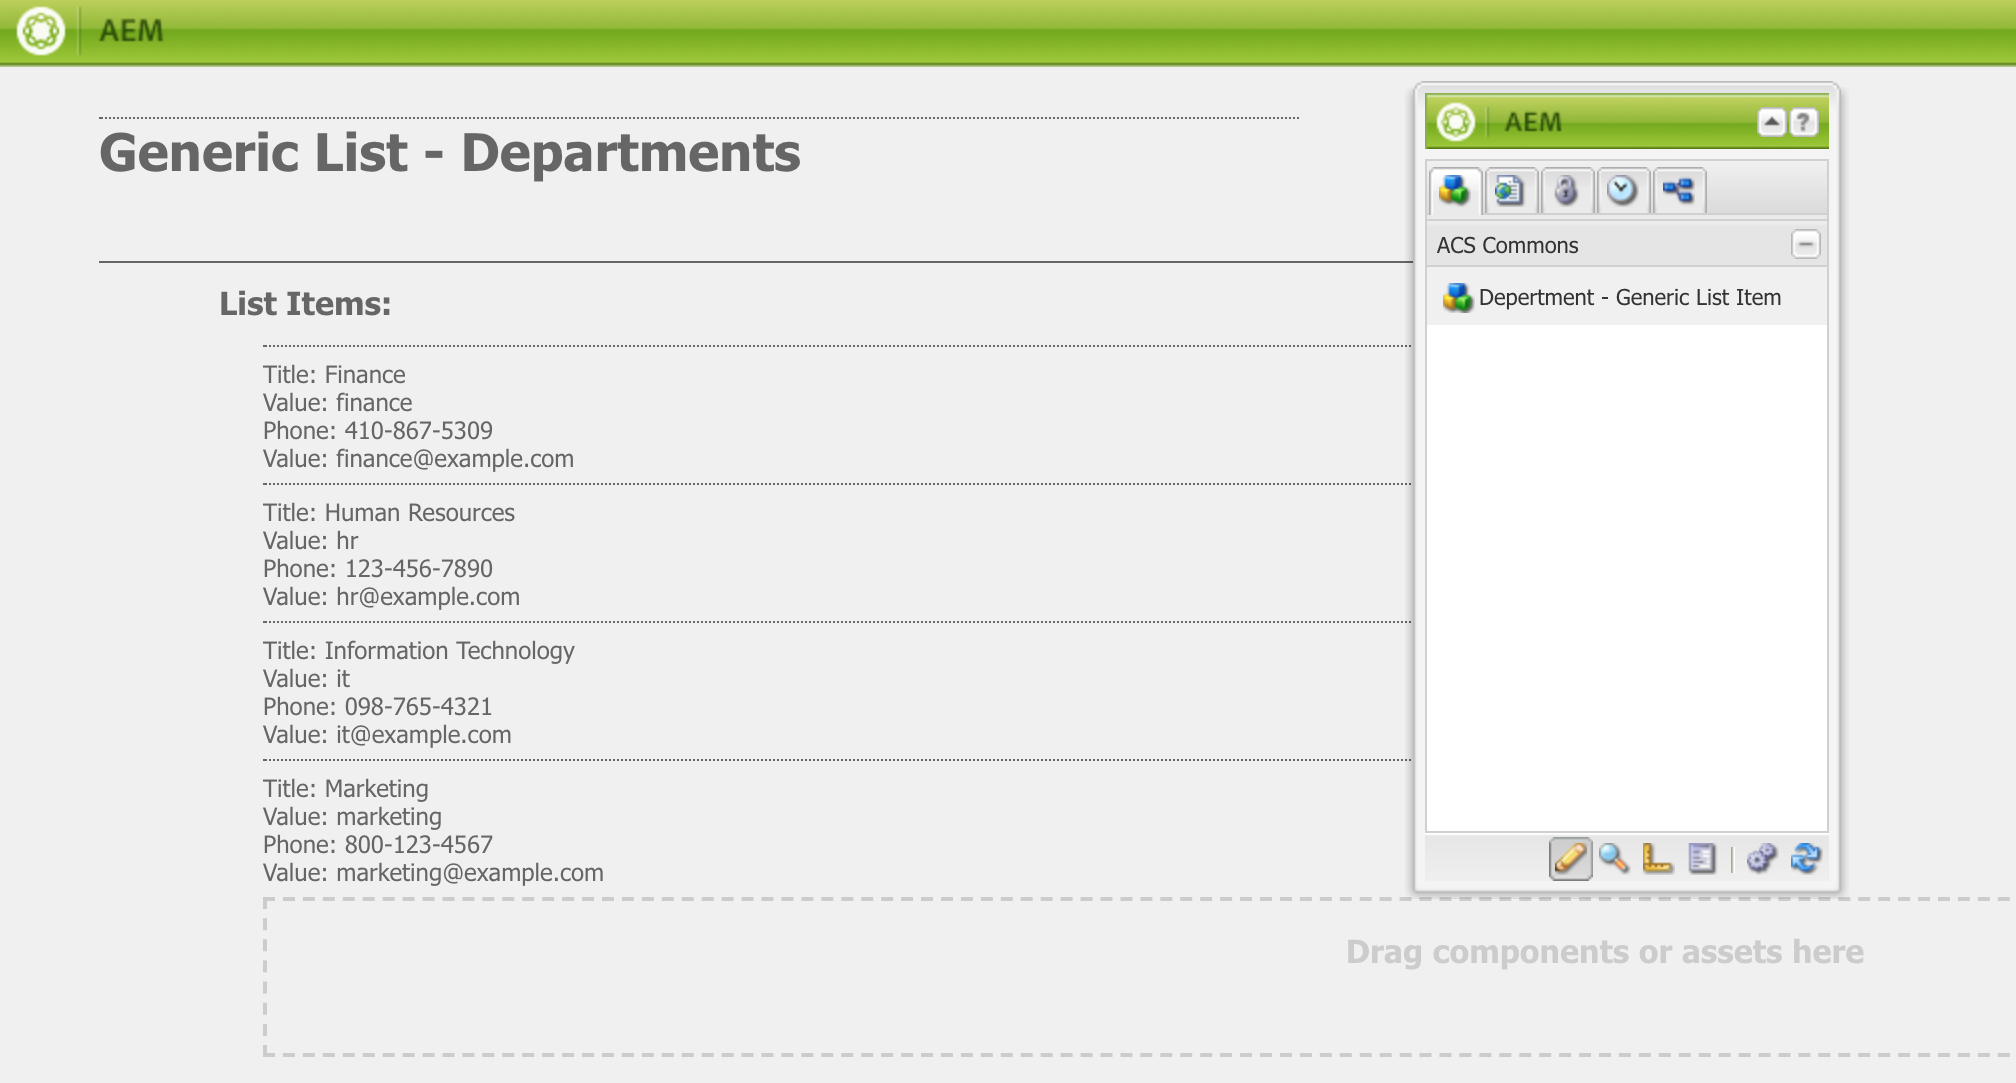 AEM
Generic List - Departments
List Items:
Title: Finance
Value: finance
Phone: 410-867-5309
Value: finance@example.com
Title: Human Resources
Value: hr
Phone: 123-456-7890
Value: hr@example.com
Title: Information Technology
Value: it
Phone: 098-765-4321
Value: it@example.com
Title: Marketing
Value: marketing
Phone: 800-123-4567
Value: marketing@example.com
Drag components or assets here
AEM
?
ACS Commons
Depertment - Generic List Item